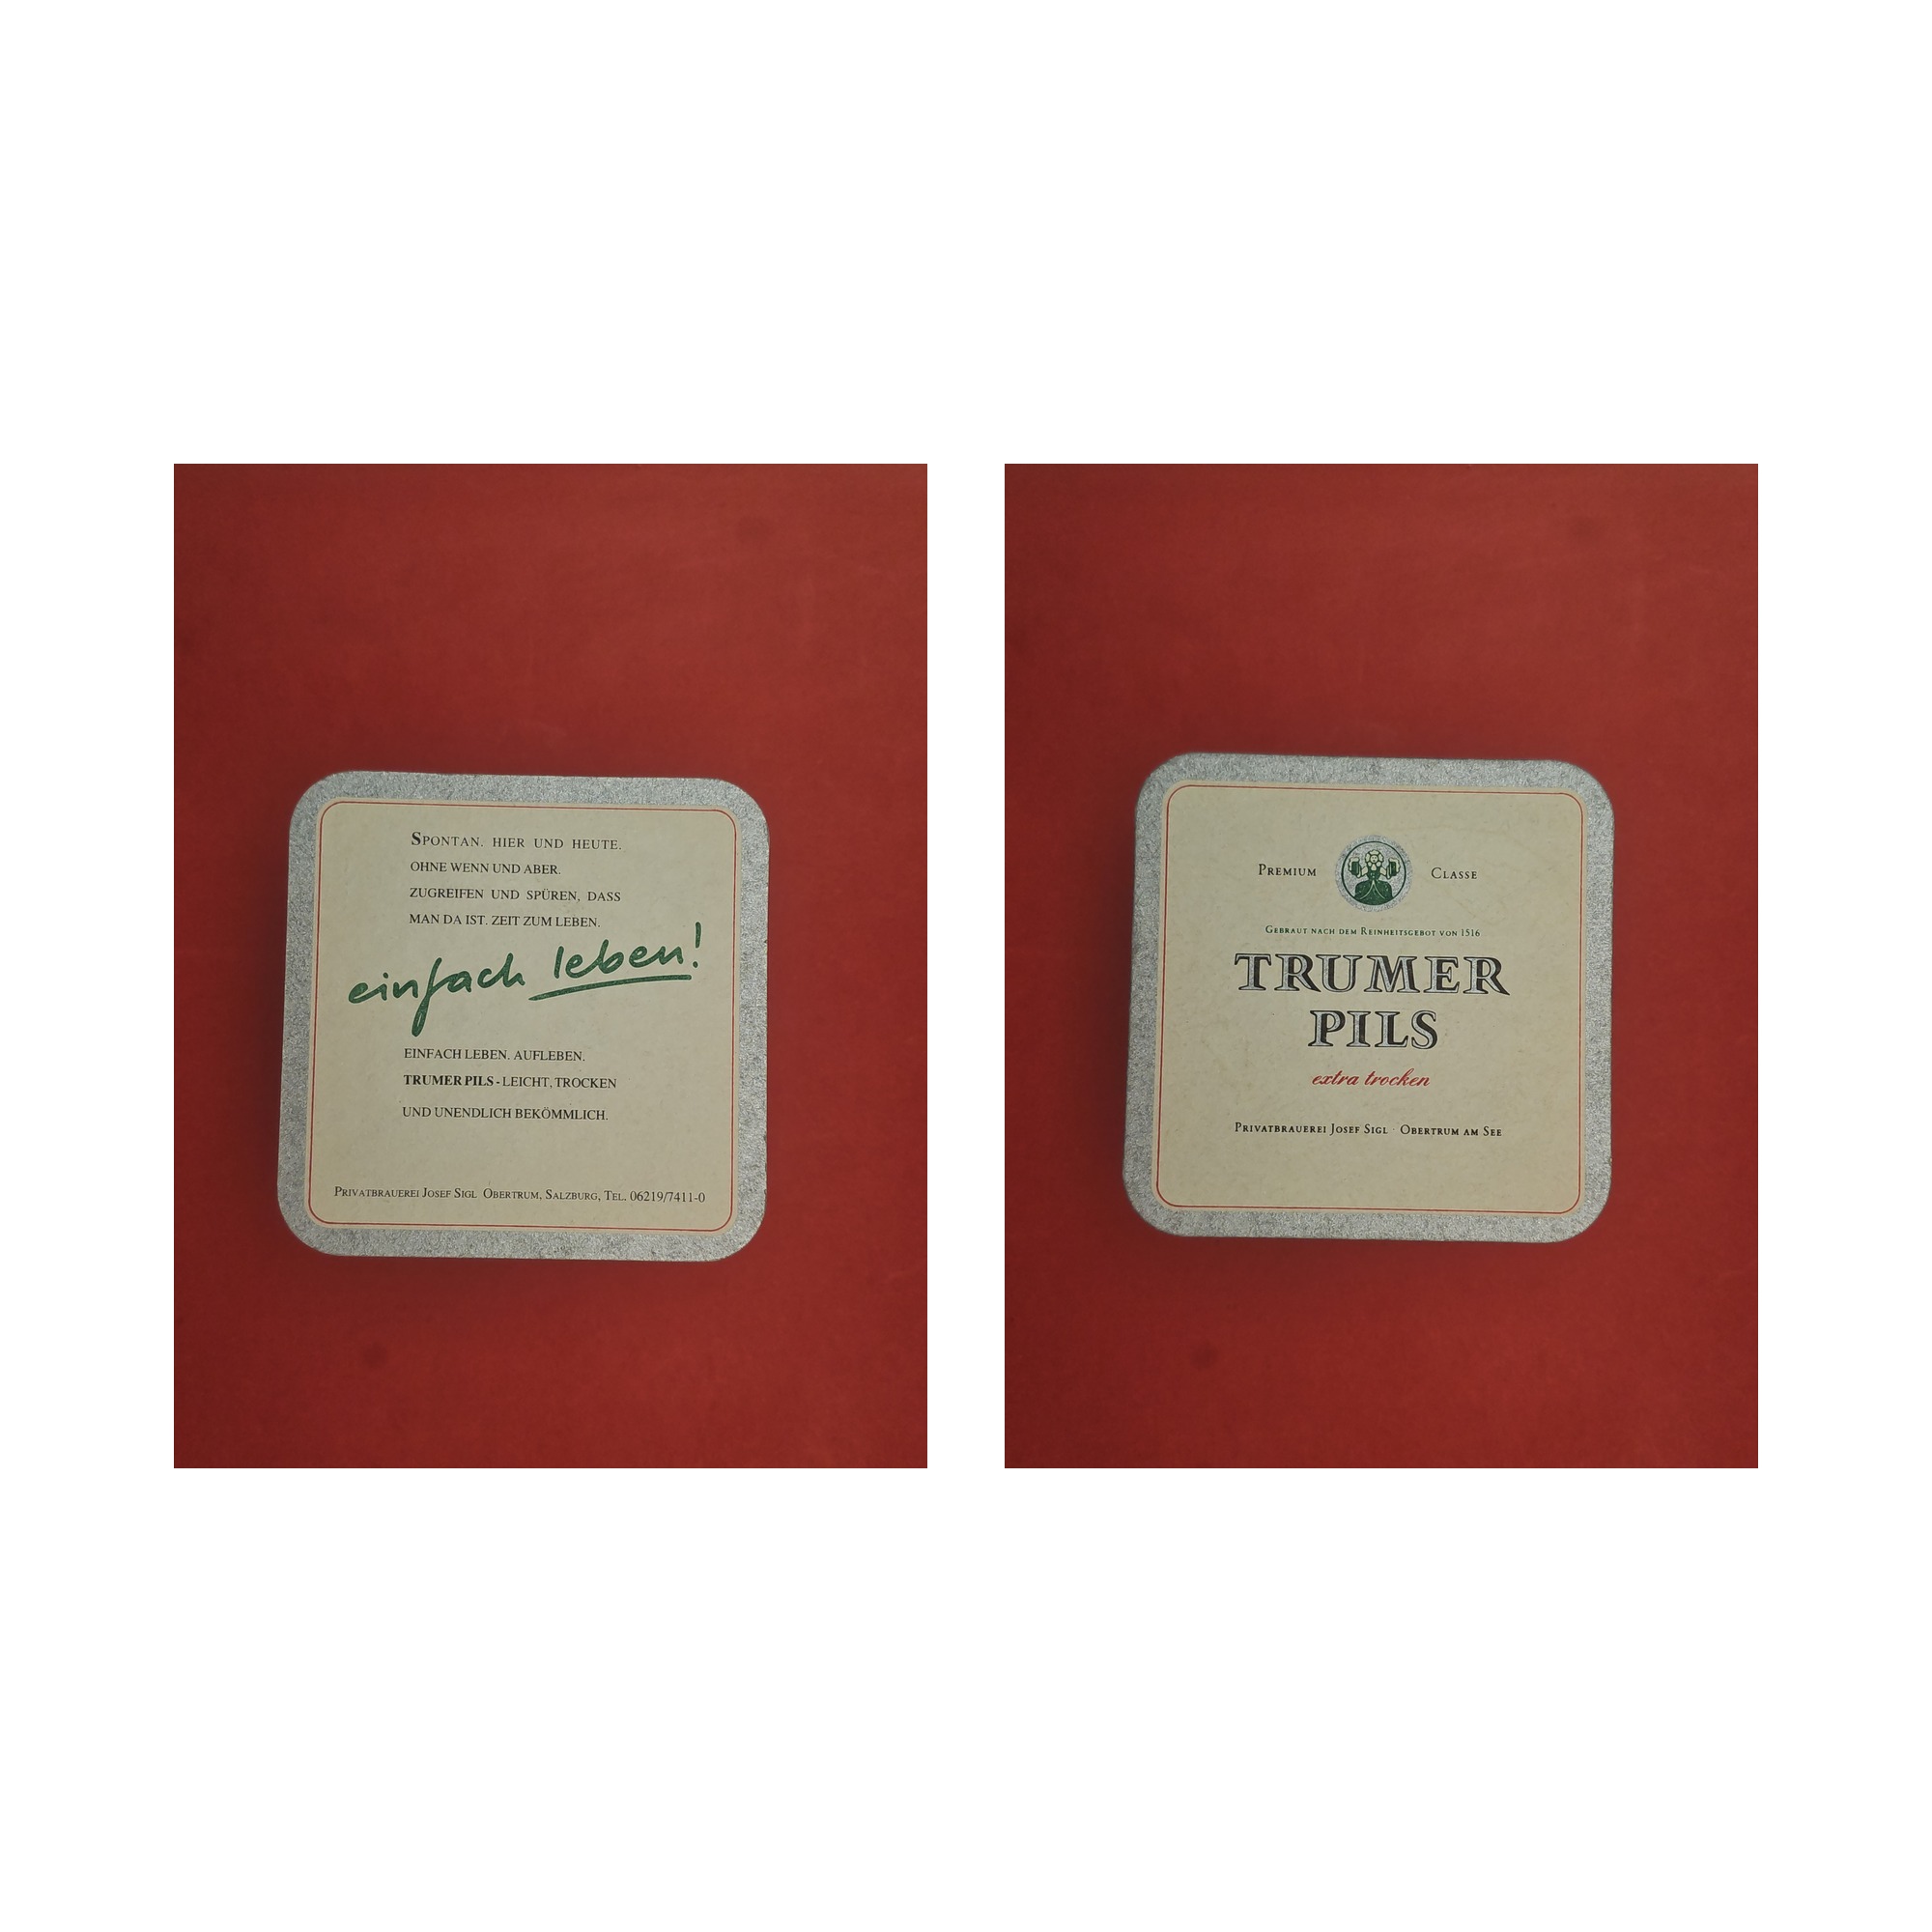 SPONTAN. HIER UND HEUTE.
OHNE WENN UND ABER.
ZUGREIFEN UND SPÜREN, DASS
MAN DA IST. ZEIT ZUM LEBEN.
einfach leben!
EINFACH LEBEN. AUFLEBEN.
TRUMER PILS - LEICHT, TROCKEN
UND UNENDLICH BEKÖMMLICH.
PRIVATBRAUEREI JOSEF SIGL OBERTRUM, SALZBURG, TEL. 06219/7411-0
PREMIUM CLASSE
GEBRAUT NACH DEM REINHEITSGEBOT VON 1516
TRUMER
PILS
extra trocken
PRIVATBRAUEREI JOSEF SIGL · OBERTRUM AM SEE